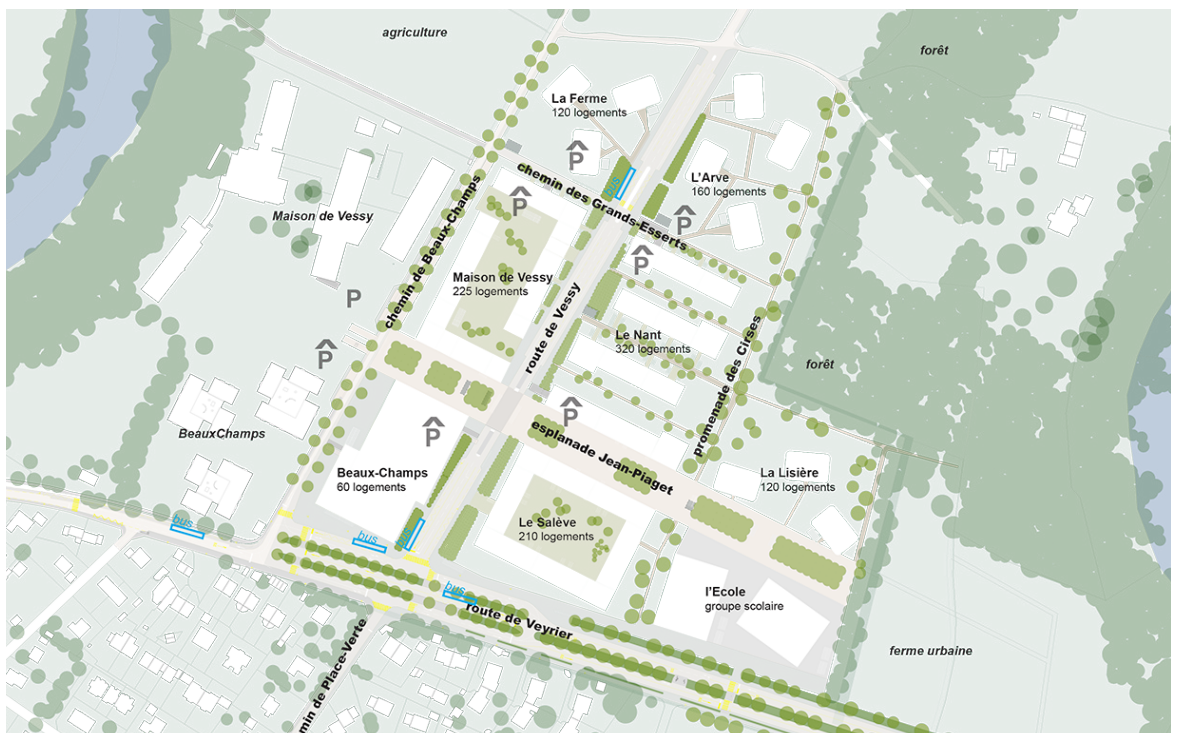 agriculture
forêt
La Ferme
120 logements
P
chemin des Grands-Esserts
bus
L'Arve
160 logements
P
P
P
Maison de Vessy
chemin de Beaux-Champs
Maison de Vessy
225 logements
P
route de Vessy
Le Nant
320 logements
promenade des Cirses
forêt
P
P
P
esplanade Jean-Piaget
BeauxChamps
Beaux-Champs
60 logements
La Lisière
120 logements
Le Salève
210 logements
bus
bus
bus
bus
l'Ecole
groupe scolaire
route de Veyrier
min de Place-Verte
ferme urbaine